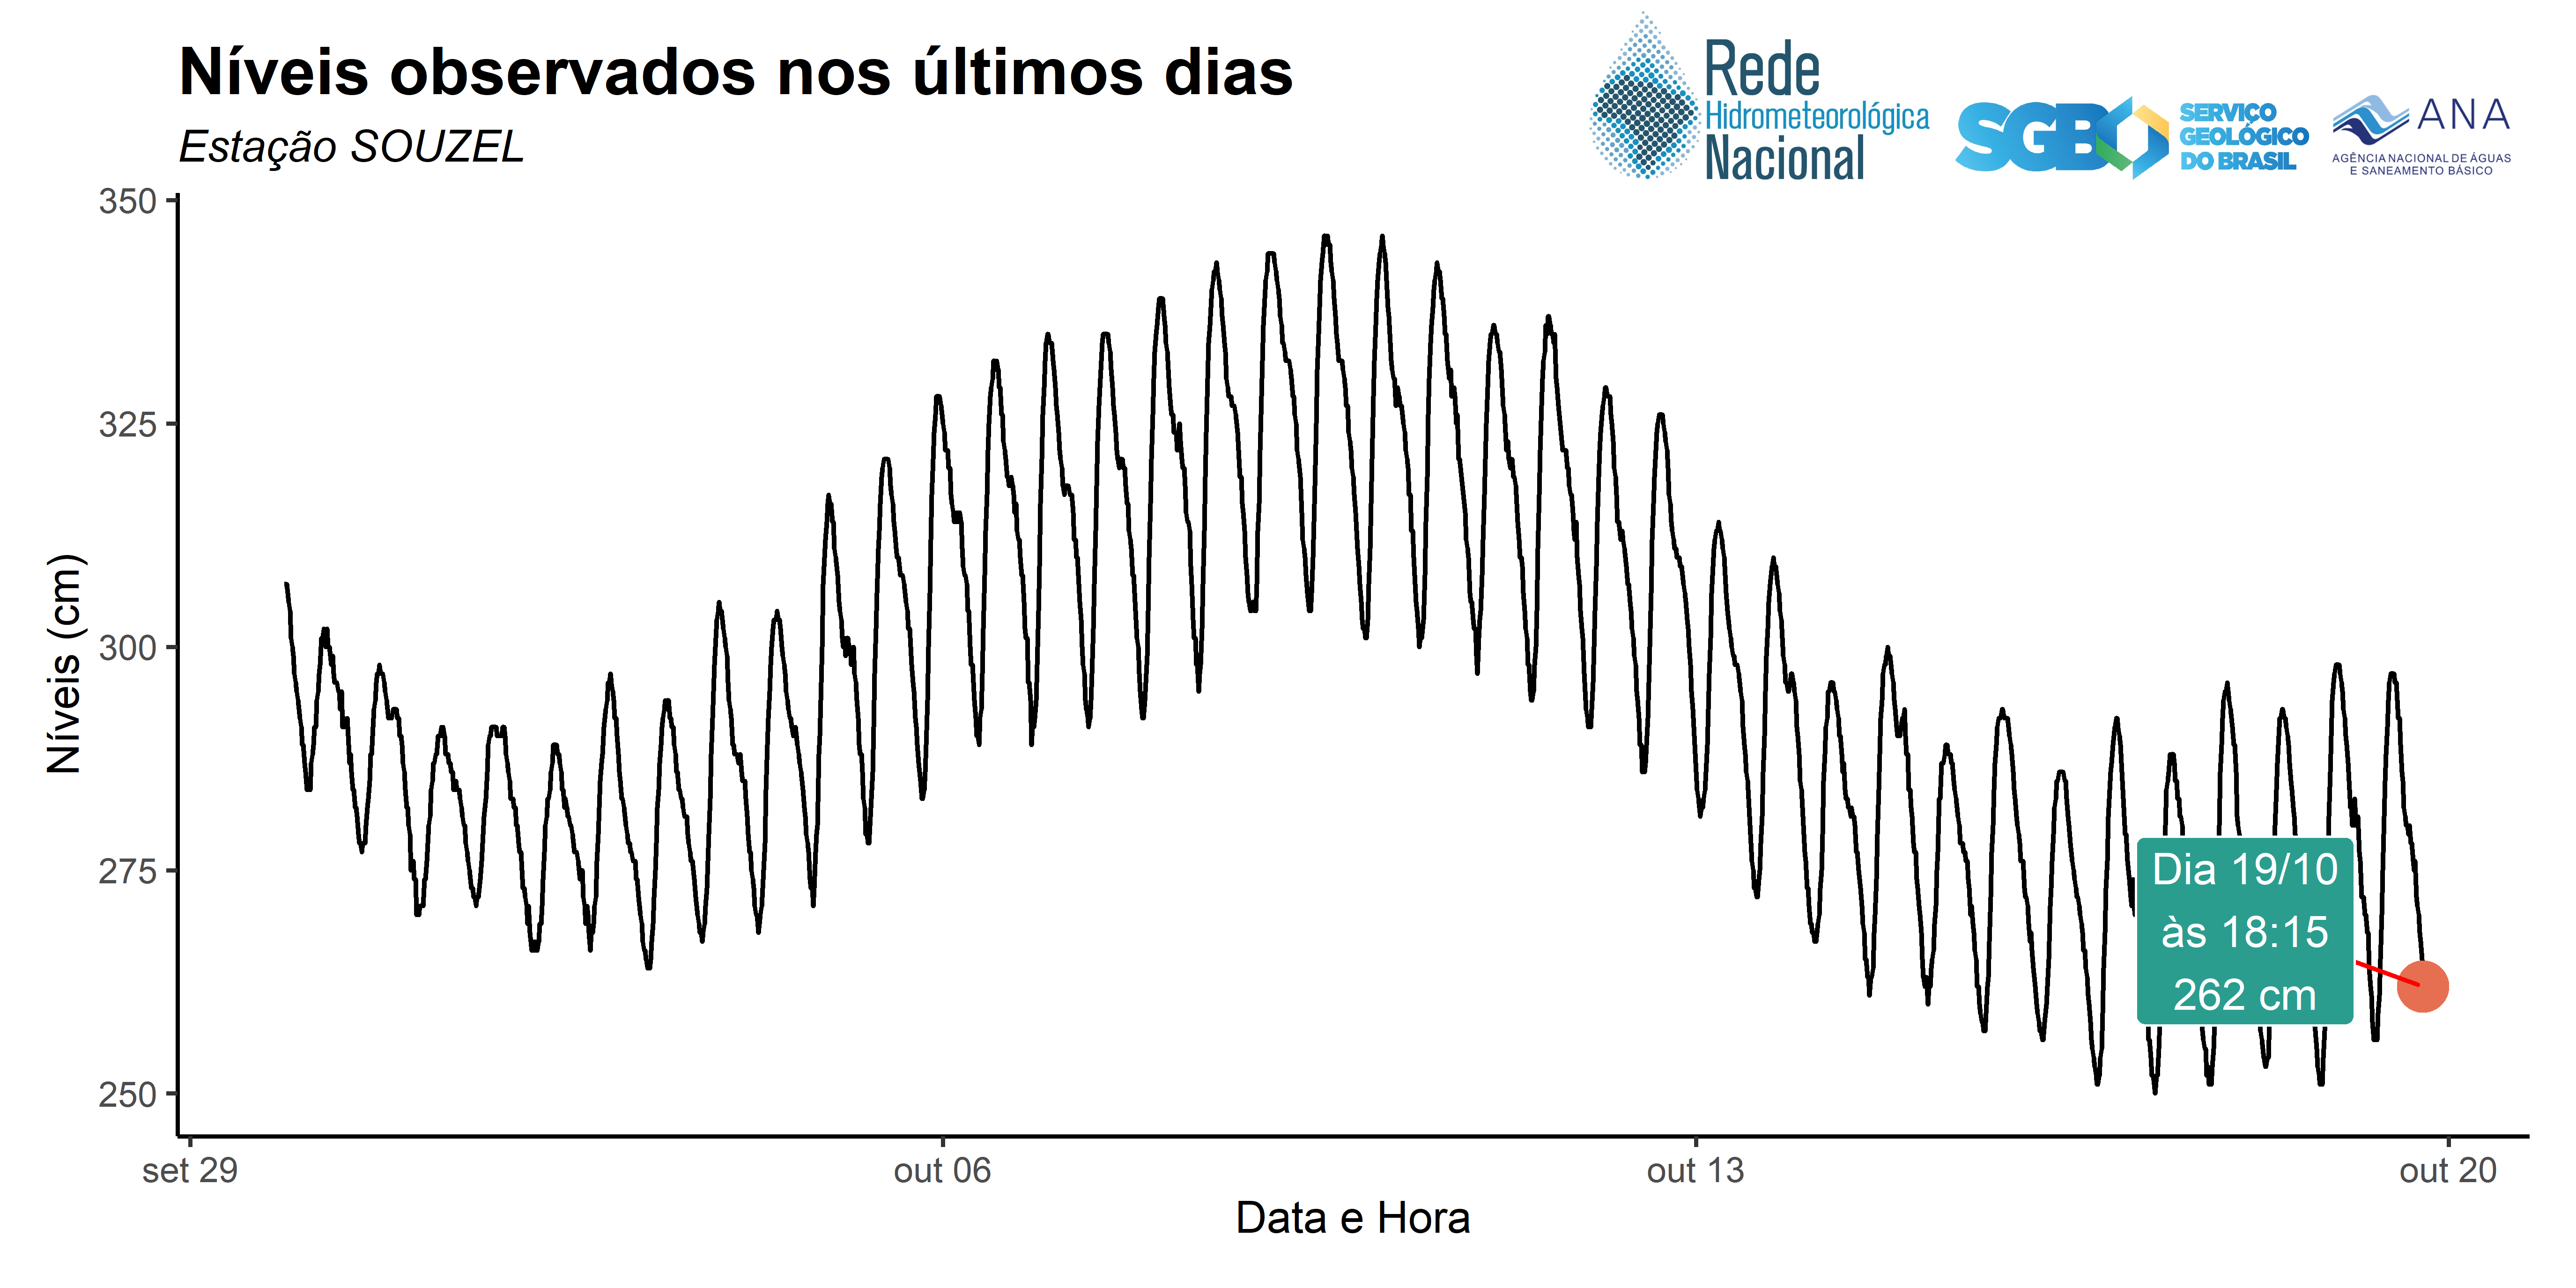 Níveis observados nos últimos dias
Estação SOUZEL
Rede
Hidrometeorológica
Nacional
SGB
SERVIÇO
GEOLÓGICO
DO BRASIL
ANA
AGÊNCIA NACIONAL DE ÁGUAS
E SANEAMENTO BÁSICO
Níveis (cm)
350
325
300
275
250
Dia 19/10
às 18:15
262 cm
set 29
out 06
out 13
out 20
Data e Hora